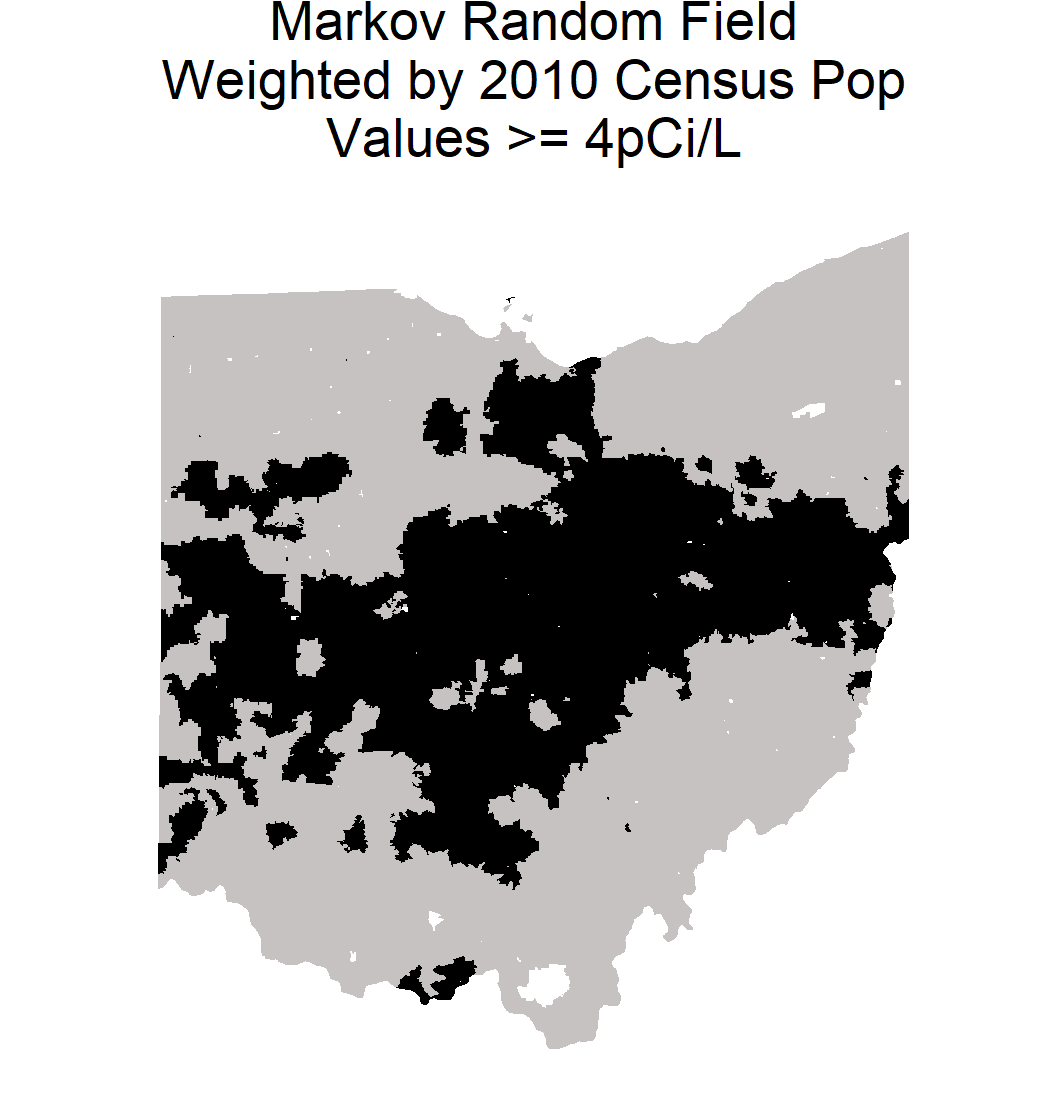 Markov Random Field
Weighted by 2010 Census Pop
Values >= 4pCi/L